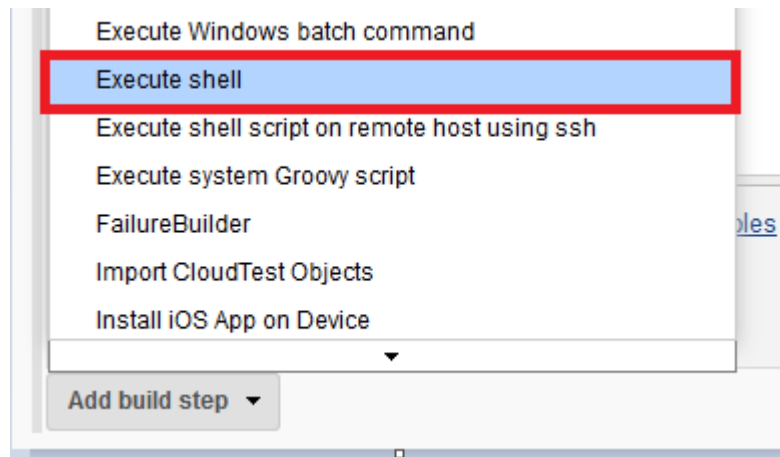 Execute Windows batch command
Execute shell
Execute shell script on remote host using ssh
Execute system Groovy script
FailureBuilder
Import CloudTest Objects
Install iOS App on Device
Add build step